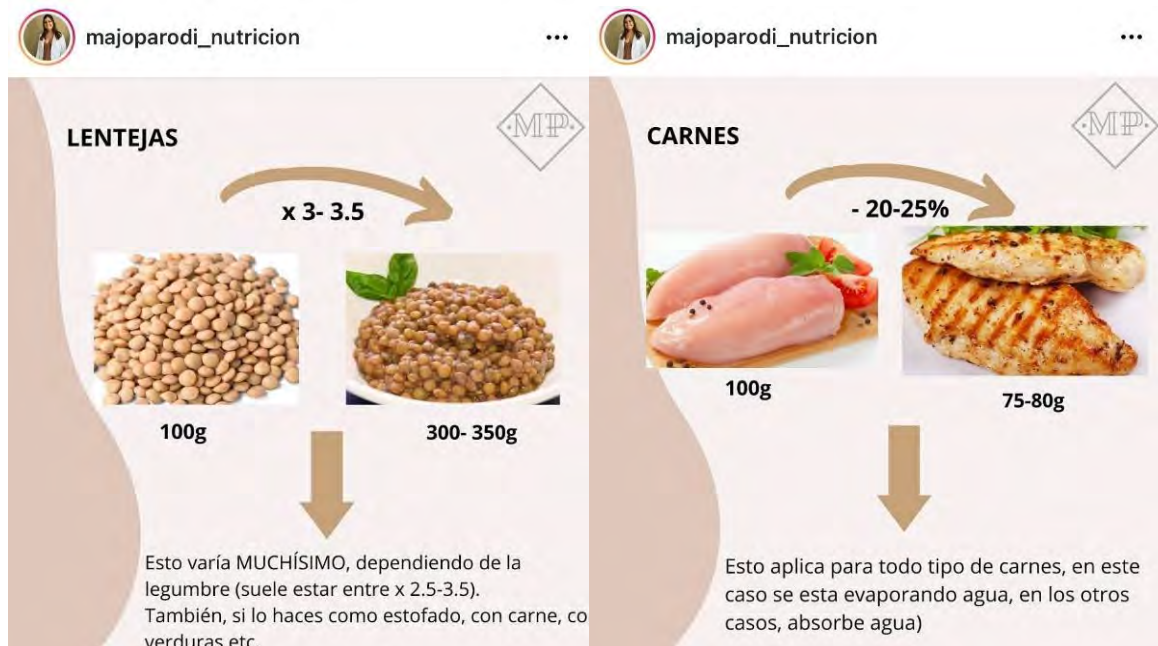 majoparodi_nutricion
LENTEJAS
MP
x 3- 3.5
100g
300- 350g
Esto varía MUCHÍSIMO, dependiendo de la
legumbre (suele estar entre x 2.5-3.5).
También, si lo haces como estofado, con carne, co
verduras etc
majoparodi_nutricion
CARNES
MP
- 20-25%
100g
75-80g
Esto aplica para todo tipo de carnes, en este
caso se esta evaporando agua, en los otros
casos, absorbe agua)